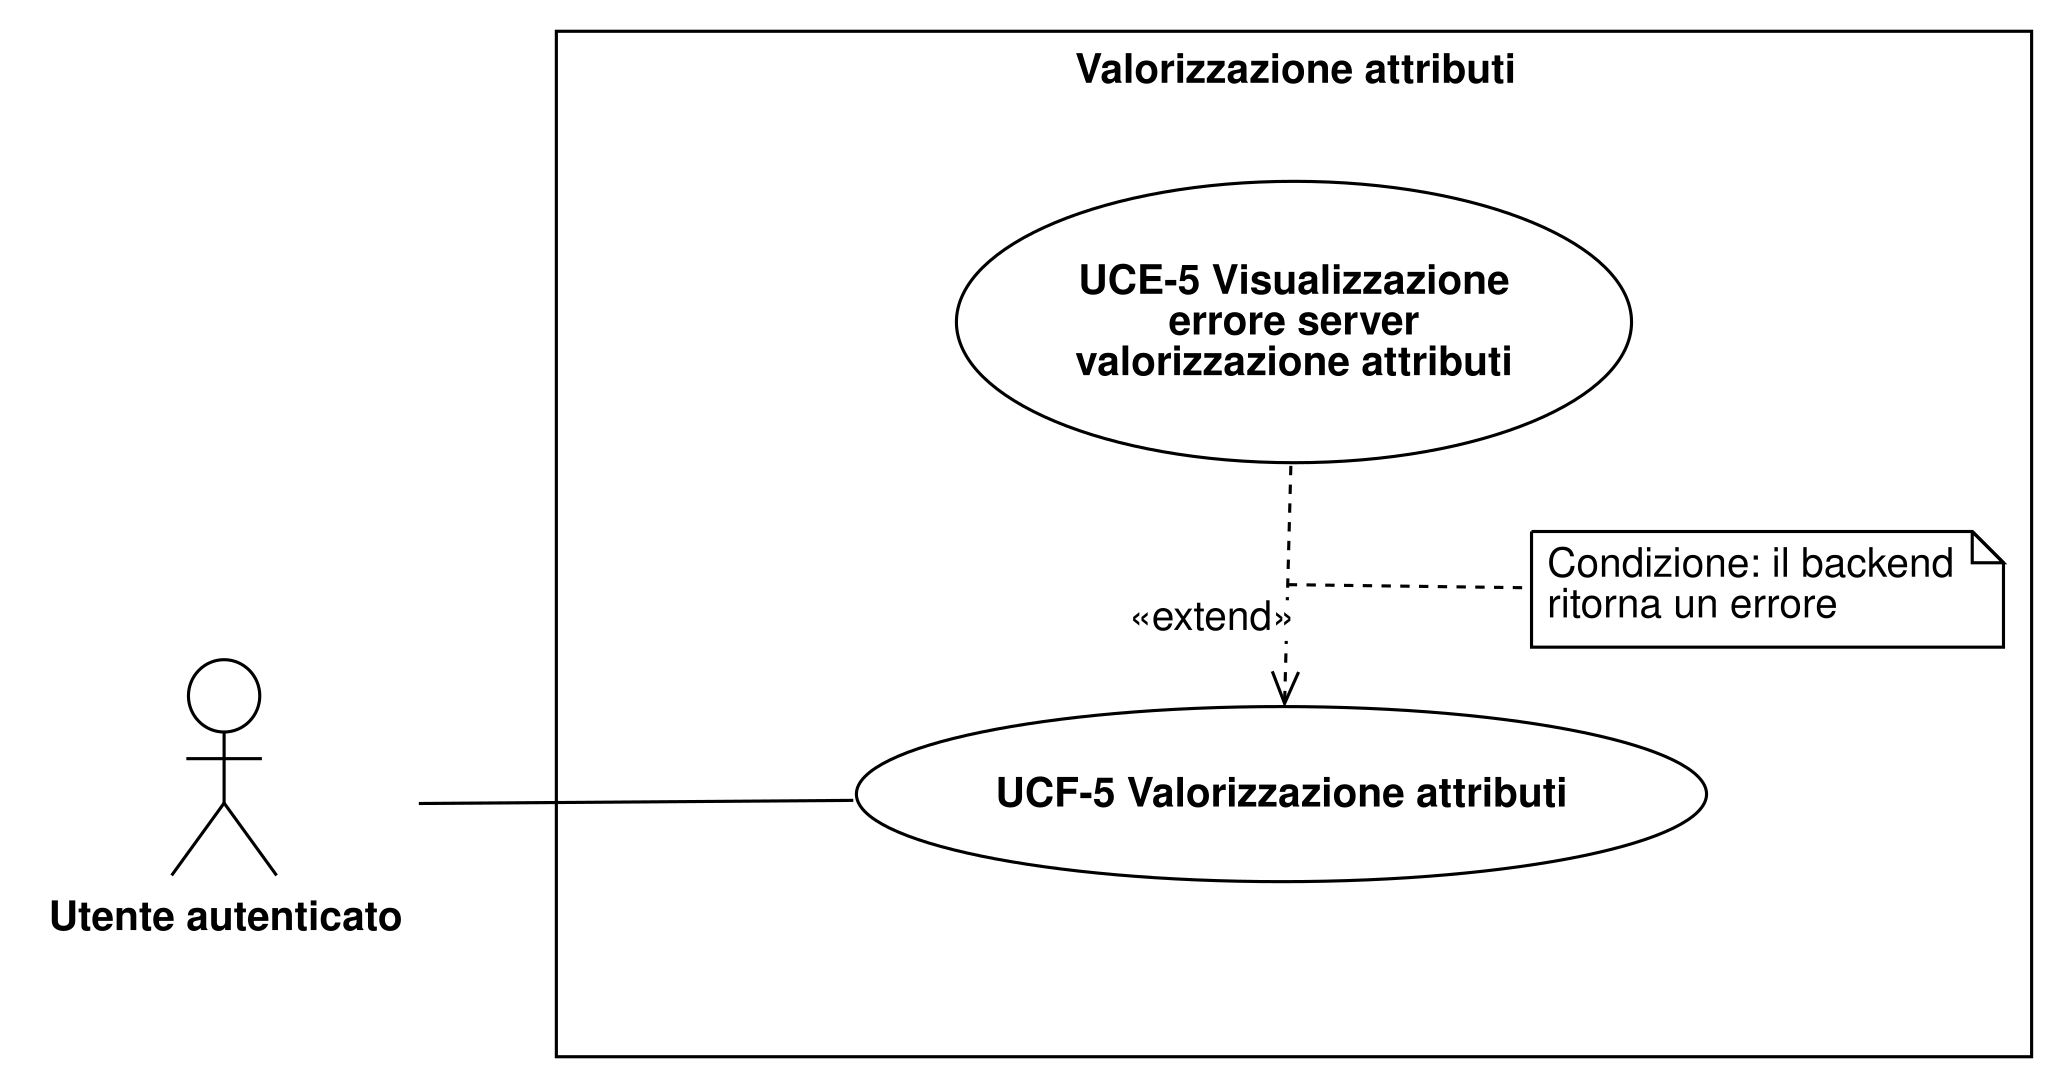 Valorizzazione attributi
UCE-5 Visualizzazione
errore server
valorizzazione attributi
Condizione: il backend
ritorna un errore
«extend»
UCF-5 Valorizzazione attributi
Utente autenticato